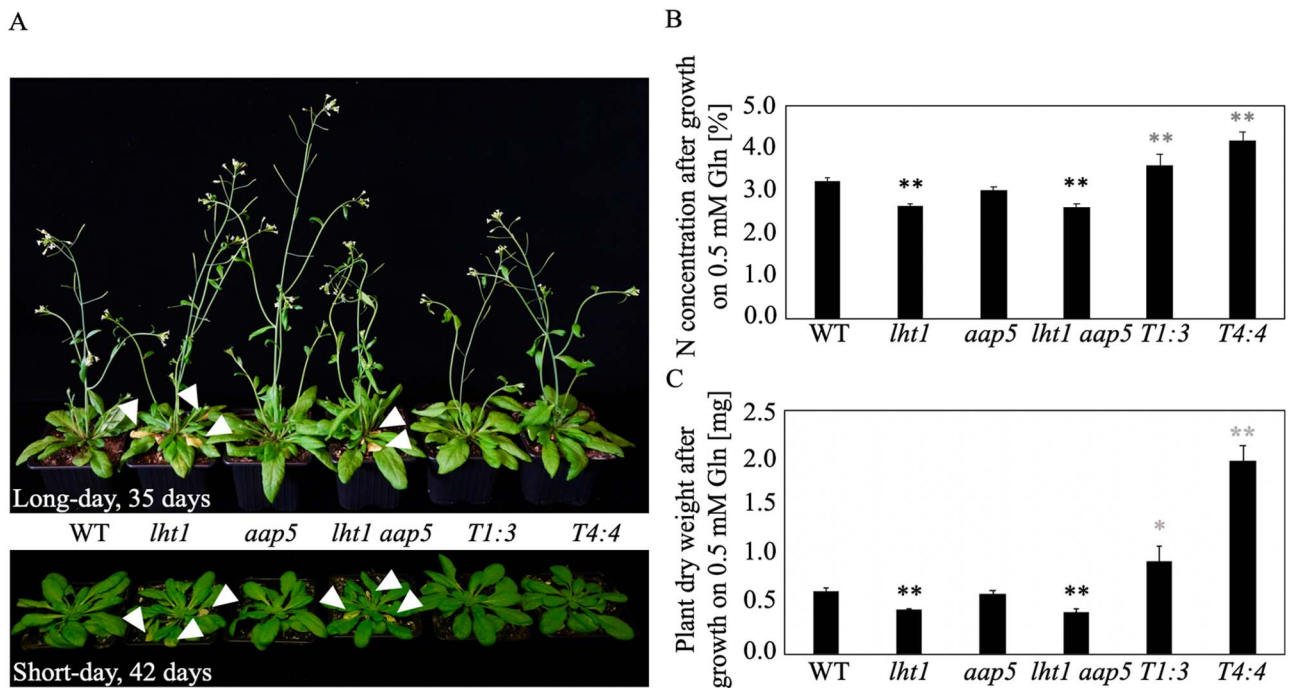 A
Long-day, 35 days
WT lht1 aap5 lht1 aap5 T1:3 T4:4
Short-day, 42 days
B
N concentration after growth
on 0.5 mM Gln [%]
5.0
4.0
3.0
2.0
1.0
0.0
**
**
**
**
WT lht1 aap5 lht1 aap5 T1:3 T4:4
C
Plant dry weight after
growth on 0.5 mM Gln [mg]
2.5
2.0
1.5
1.0
0.5
0.0
**
**
*
**
WT lht1 aap5 lht1 aap5 T1:3 T4:4